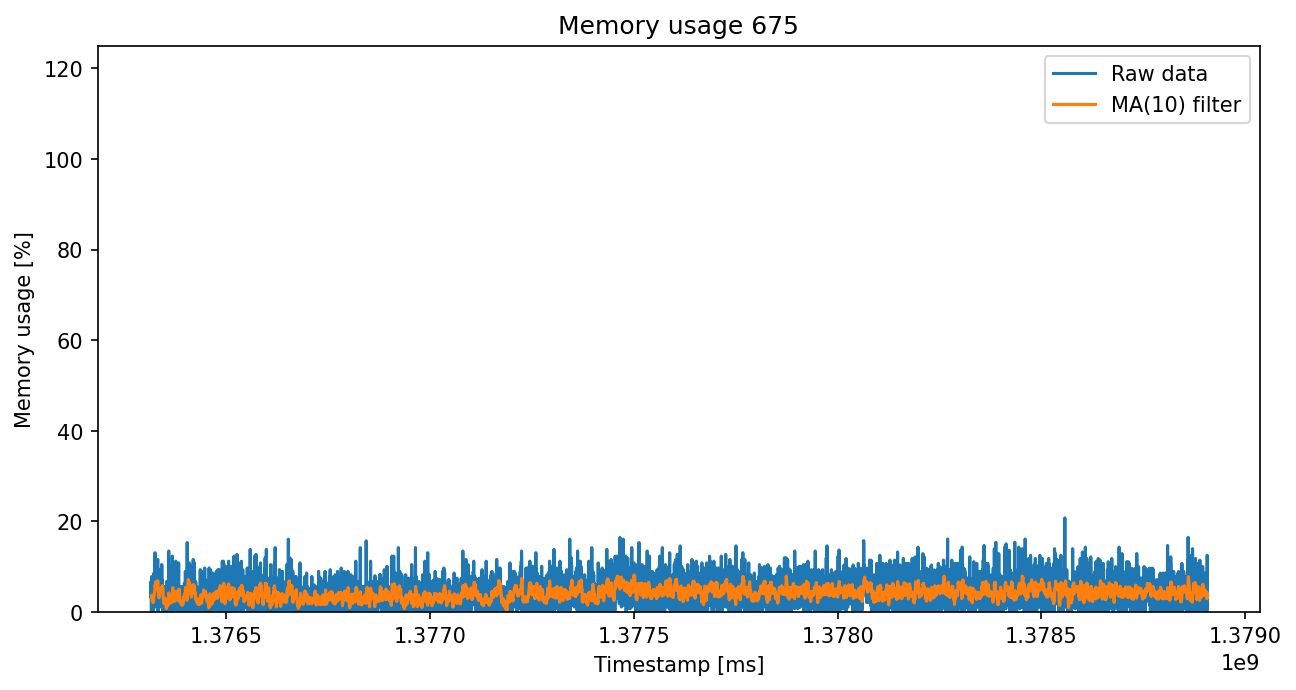 Memory usage 675
Raw data
MA(10) filter
Memory usage [%]
120
100
80
60
40
20
0
1.3765 1.3770 1.3775 1.3780 1.3785 1.3790
1e9
Timestamp [ms]